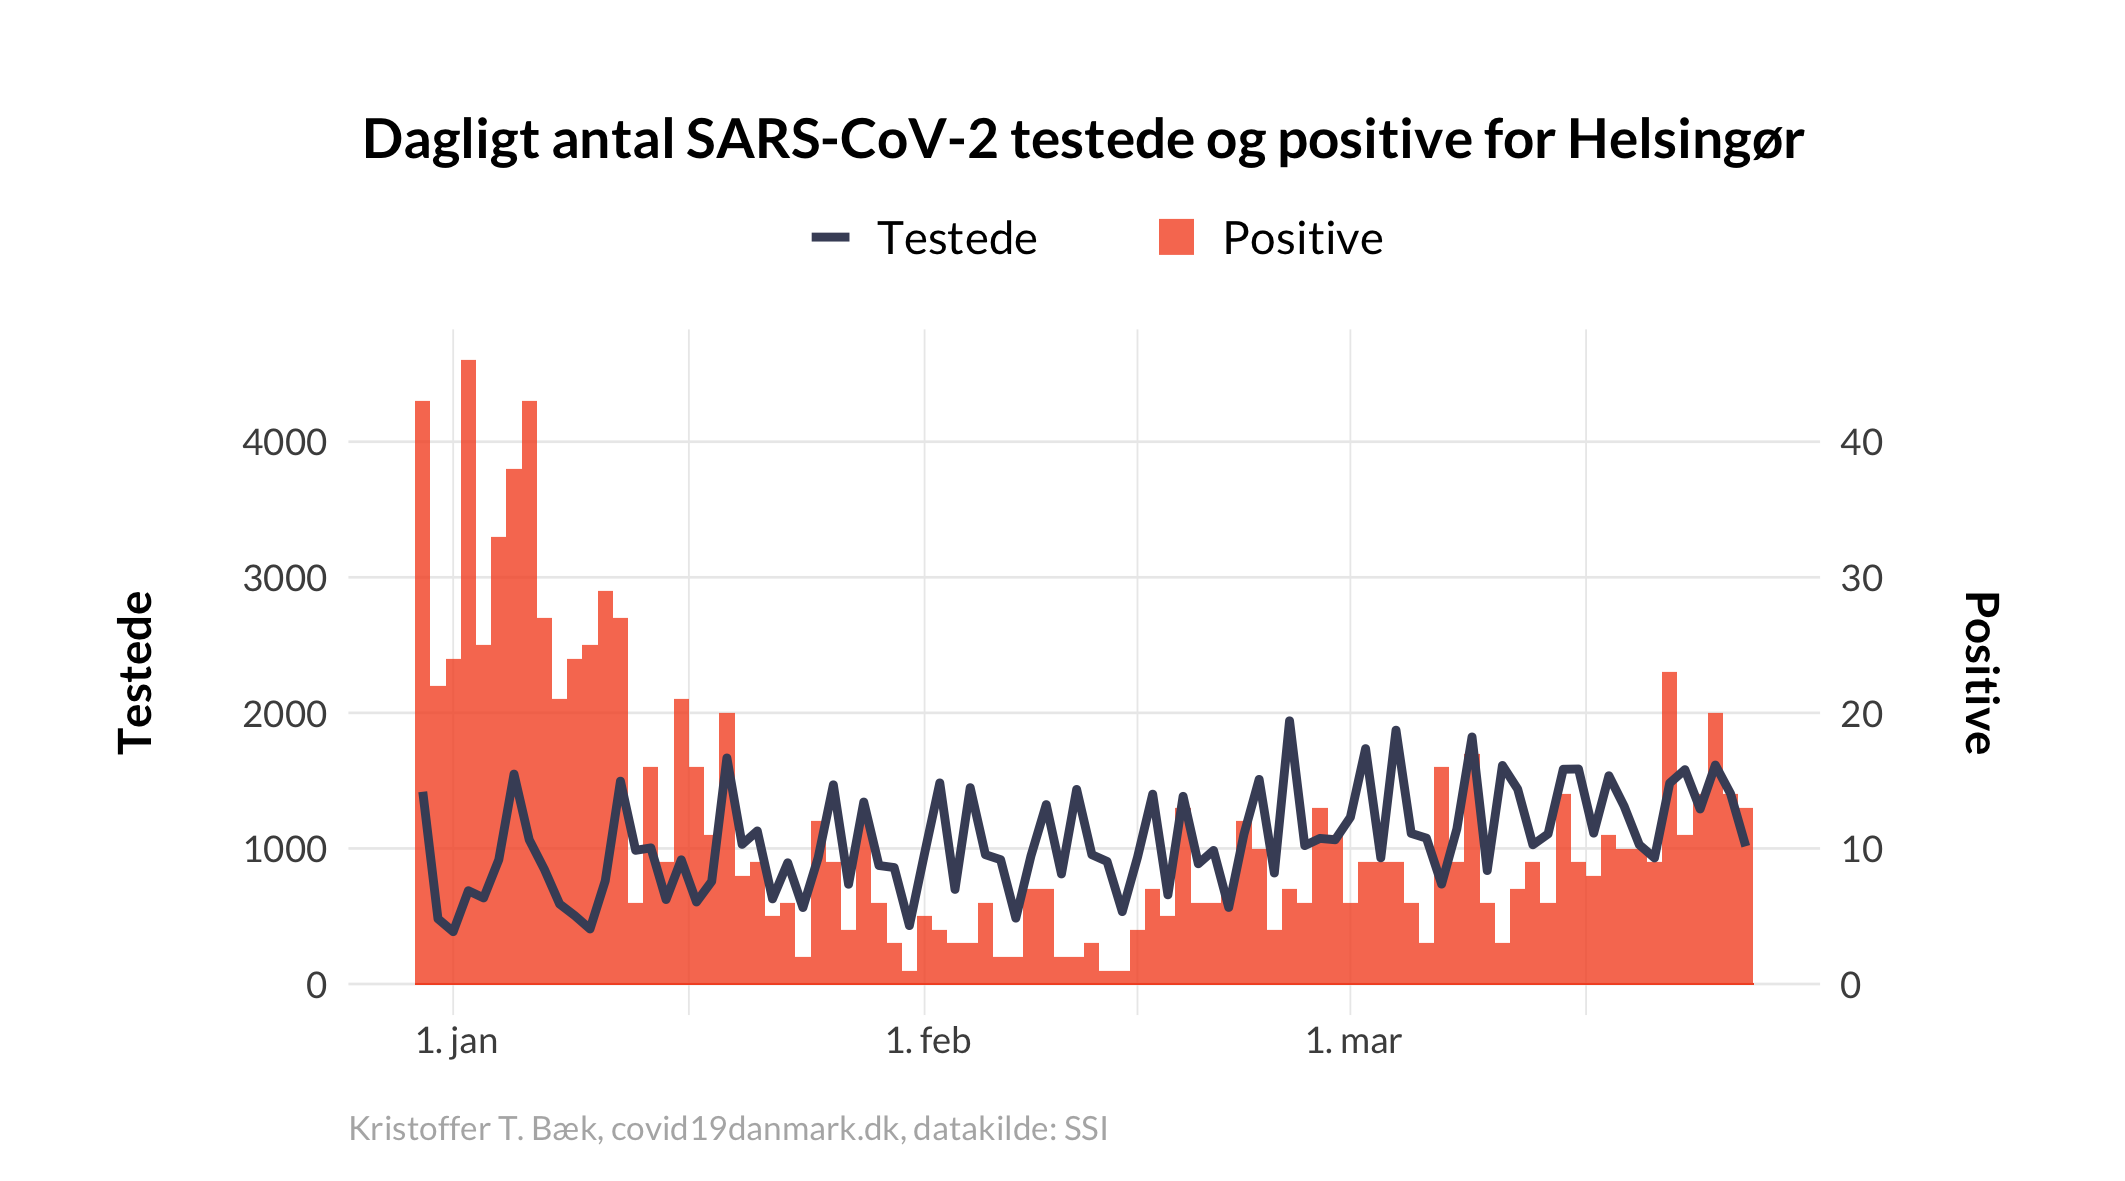 Dagligt antal SARS-CoV-2 testede og positive for Helsingør
Testede
Positive
4000
3000
2000
1000
0
Testede
40
30
20
10
0
Positive
1. jan
1. feb
1. mar
Kristoffer T. Bæk, covid19danmark.dk, datakilde: SSI